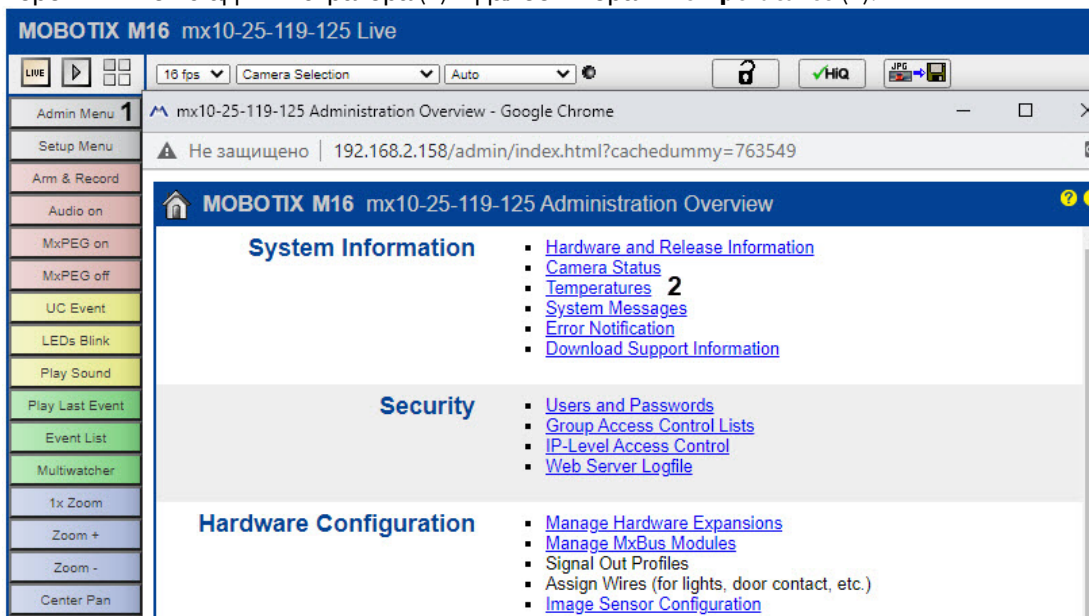 MOBOTIX M16 mx10-25-119-125 Live
LIVE 16 fps Camera Selection Auto HiQ JPG
Admin Menu 1
mx10-25-119-125 Administration Overview - Google Chrome
Setup Menu
Не защищено | 192.168.2.158/admin/index.html?cachedummy=763549
Arm & Record
Audio on
MOBOTIX M16 mx10-25-119-125 Administration Overview ?
MxPEG on
MxPEG off
UC Event
LEDs Blink
Play Sound
Play Last Event
Event List
Multiwatcher
1x Zoom
Zoom +
Zoom -
Center Pan
System Information
Hardware and Release Information
Camera Status
Temperatures 2
System Messages
Error Notification
Download Support Information
Security
Users and Passwords
Group Access Control Lists
IP-Level Access Control
Web Server Logfile
Hardware Configuration
Manage Hardware Expansions
Manage MxBus Modules
Signal Out Profiles
Assign Wires (for lights, door contact, etc.)
Image Sensor Configuration